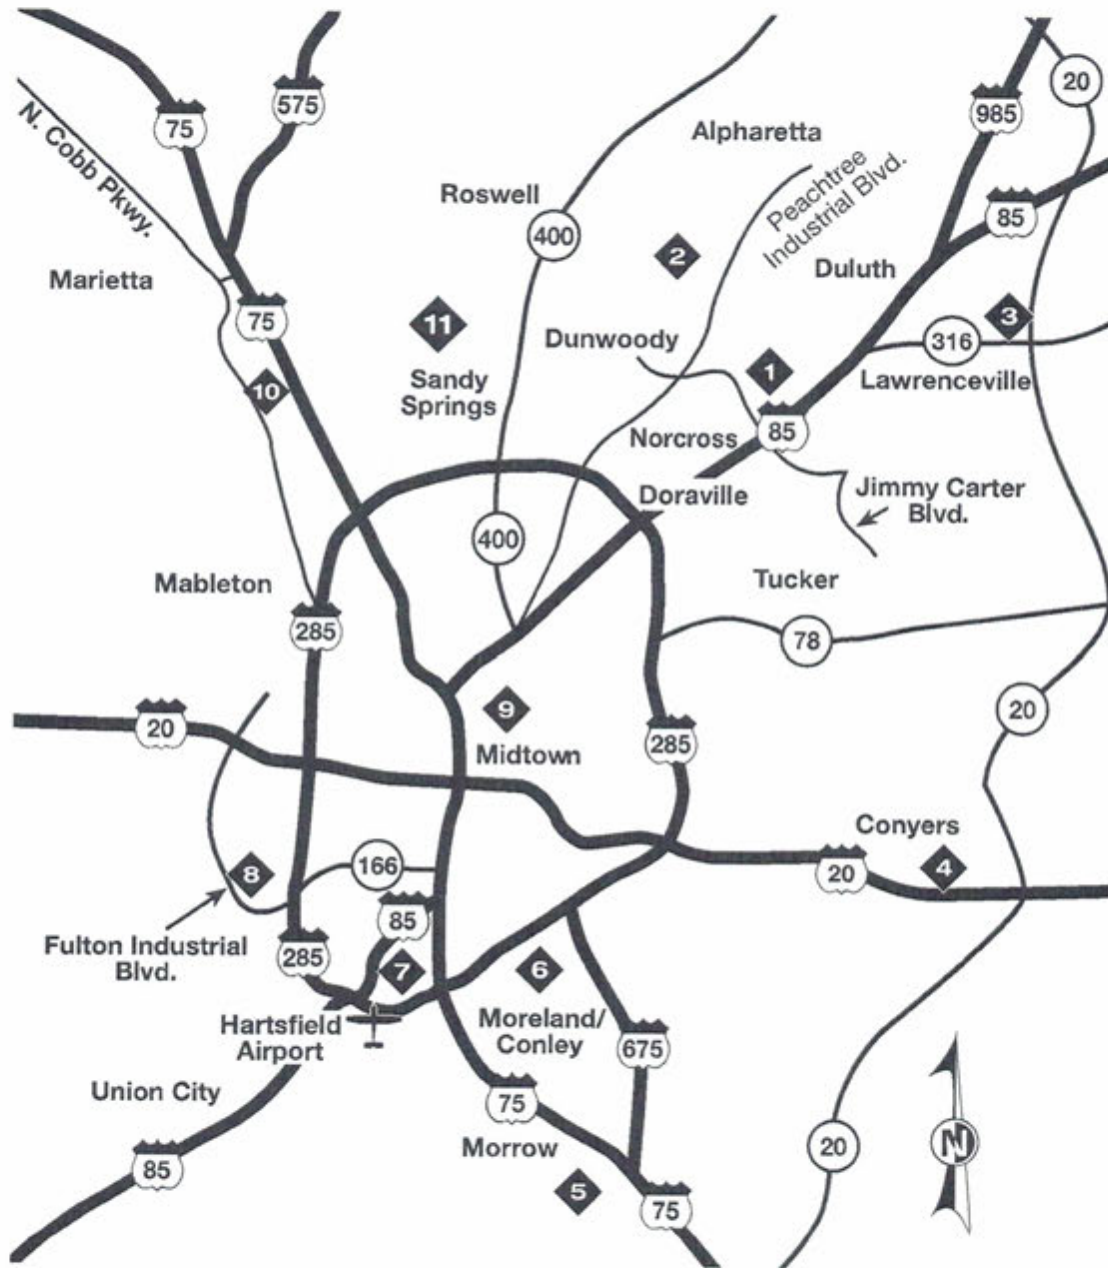 75
575
20
985
N. Cobb Pkwy.
Alpharetta
Roswell
Peachtree
Industrial Blvd.
85
400
2
Duluth
Marietta
75
11
3
Dunwoody
316
Sandy
Springs
1
Lawrenceville
10
85
Norcross
Doraville
Jimmy Carter
Blvd.
400
Mableton
Tucker
285
78
9
20
20
Midtown
285
Conyers
8
166
20
4
85
Fulton Industrial
Blvd.
285
7
6
Hartsfield
Airport
Moreland/
Conley
675
Union City
75
Morrow
20
N
85
5
75